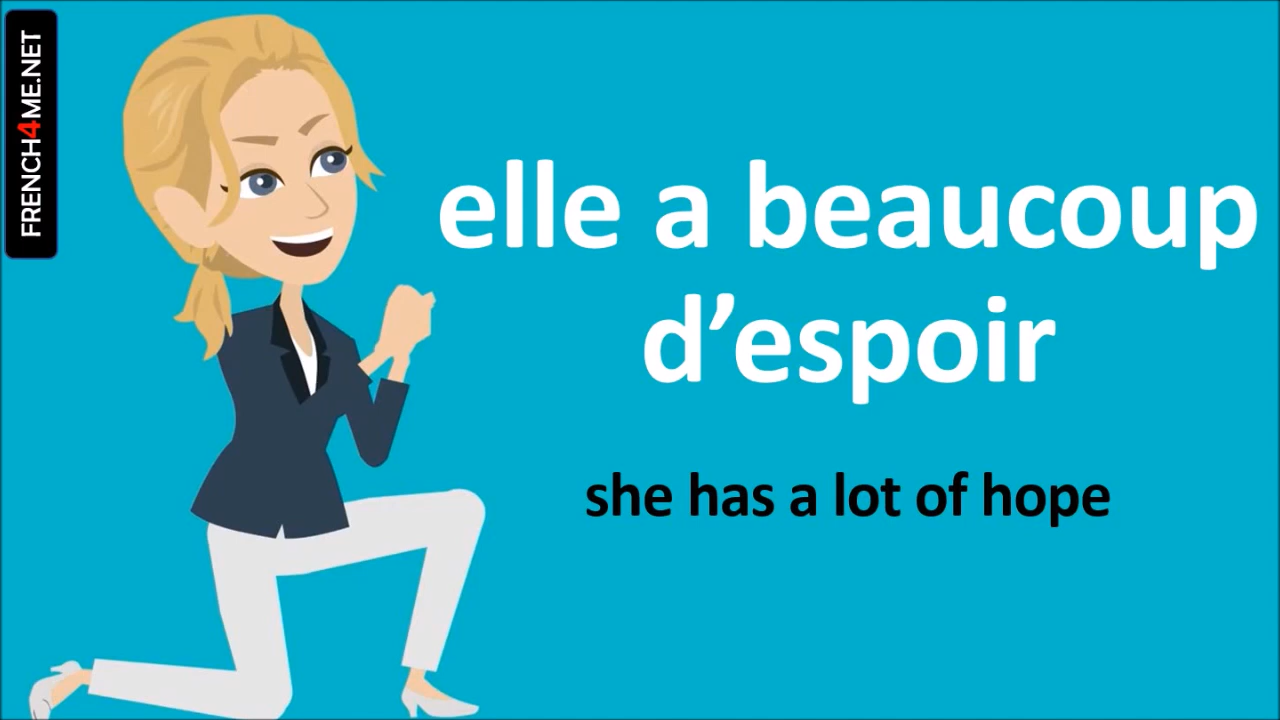 FRENCH4ME.NET
elle a beaucoup
d’espoir
she has a lot of hope